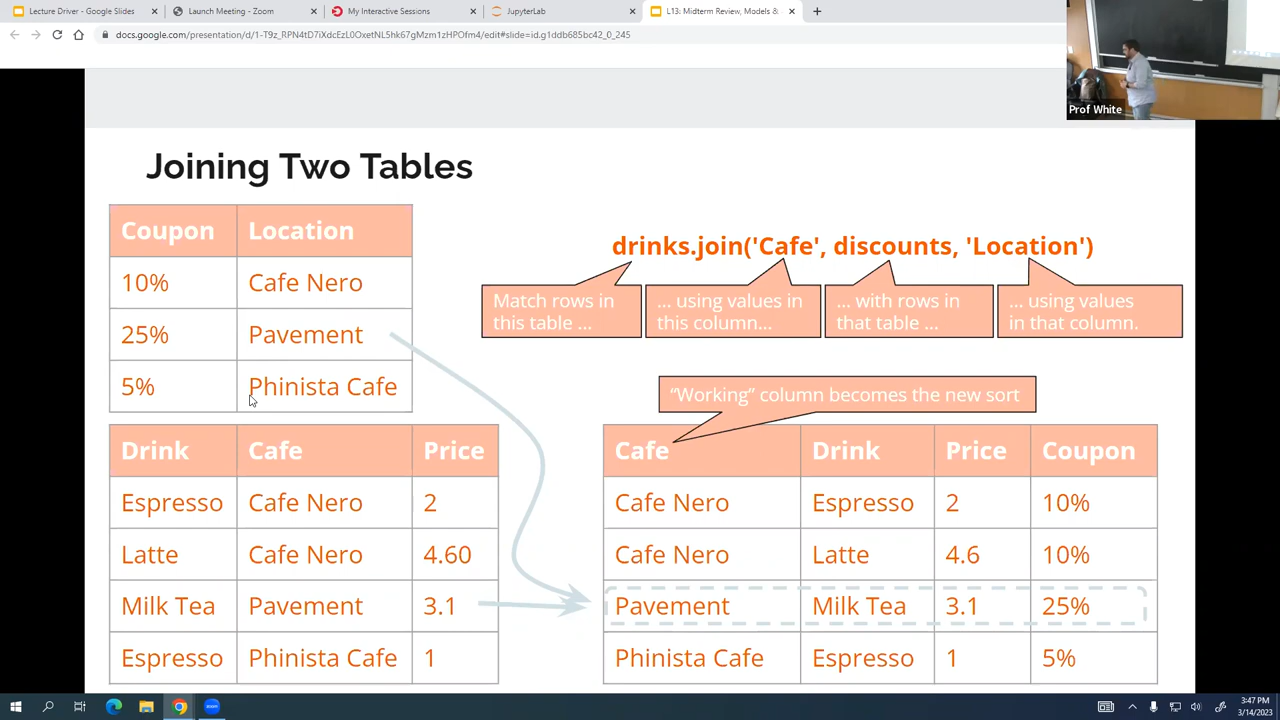 Lecture Driver - Google Slides
Launch Meeting - Zoom
My Interactive Sessions
JupyterLab
L13: Midterm Review, Models &
docs.google.com/presentation/d/1-T9z_RPN4tD7iXdcEzL0OxetNL5hk67gMzm1zHPOfm4/edit#slide=id.g1ddb685bc42_0_245
Prof White
Joining Two Tables
Coupon Location
10% Cafe Nero
25% Pavement
5% Phinista Cafe
drinks.join('Cafe', discounts, 'Location')
Match rows in
this table ...
... using values in
this column...
... with rows in
that table ...
... using values
in that column.
“Working” column becomes the new sort
Drink Cafe Price
Espresso Cafe Nero 2
Latte Cafe Nero 4.60
Milk Tea Pavement 3.1
Espresso Phinista Cafe 1
Cafe Drink Price Coupon
Cafe Nero Espresso 2 10%
Cafe Nero Latte 4.6 10%
Pavement Milk Tea 3.1 25%
Phinista Cafe Espresso 1 5%
3:47 PM
3/14/2023